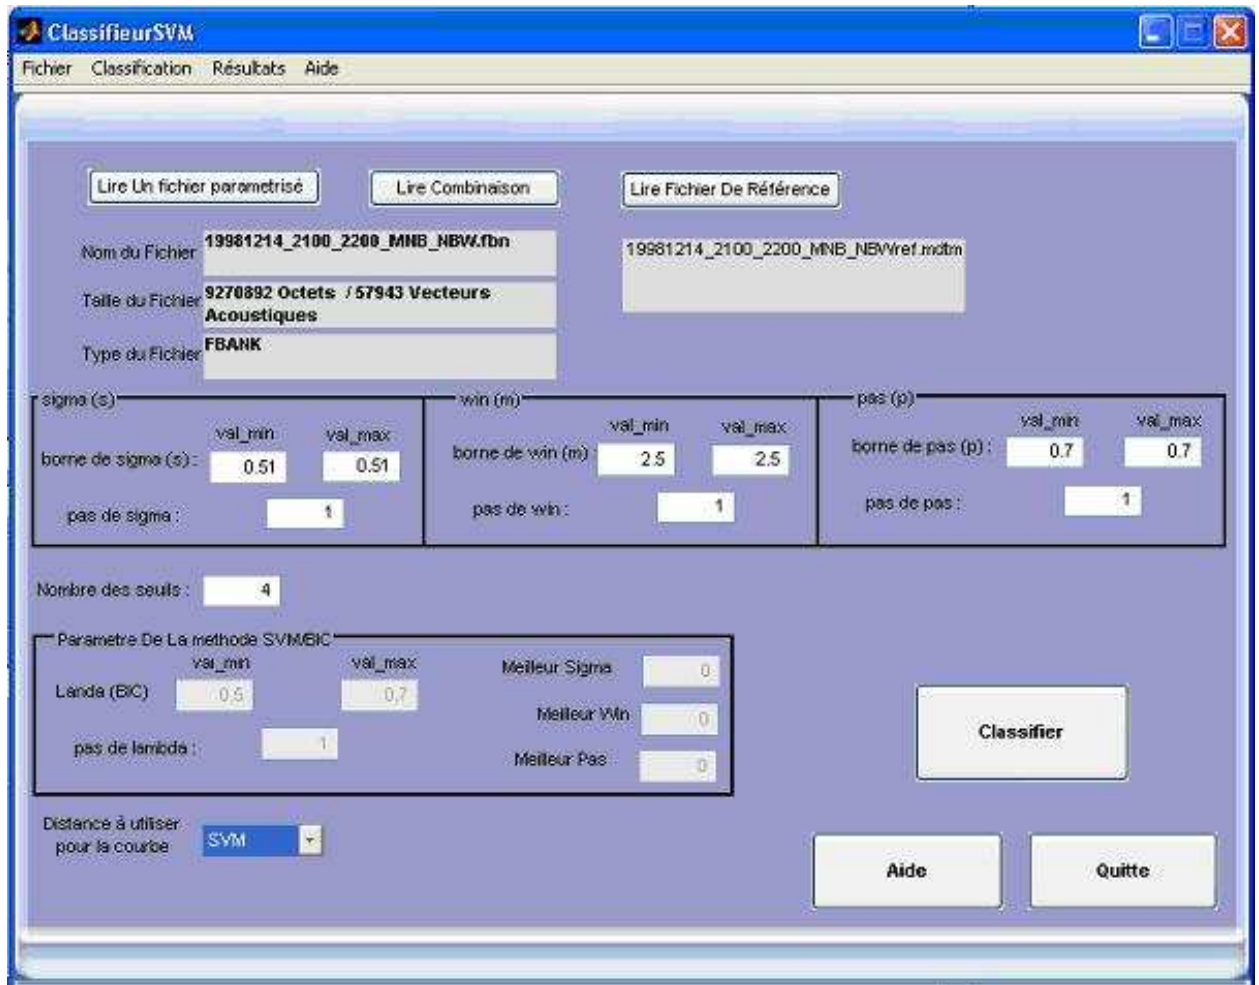 ClassifieurSVM
Fichier Classification Résultats Aide
Lire Un fichier parametrisé
Lire Combinaison
Lire Fichier De Référence
Nom du Fichier
19981214_2100_2200_MNB_NBW.fbn
19981214_2100_2200_MNB_NBWref.mdtm
Taille du Fichier
9270892 Octets / 57943 Vecteurs
Acoustiques
Type du Fichier
FBANK
sigma (s)
val_min val_max
borne de sigma (s) : 0.51 0.51
pas de sigma : 1
win (m)
val_min val_max
borne de win (m) : 2.5 2.5
pas de win : 1
pas (p)
val_min val_max
borne de pas (p) : 0.7 0.7
pas de pas : 1
Nombre des seuils : 4
Parametre De La methode SVM/BIC
val_min val_max
Landa (BIC) 0.5 0.7
pas de lambda : 1
Meilleur Sigma 0
Meilleur Win 0
Meilleur Pas 0
Classifier
Distance à utiliser
pour la courbe
SVM
Aide
Quitte